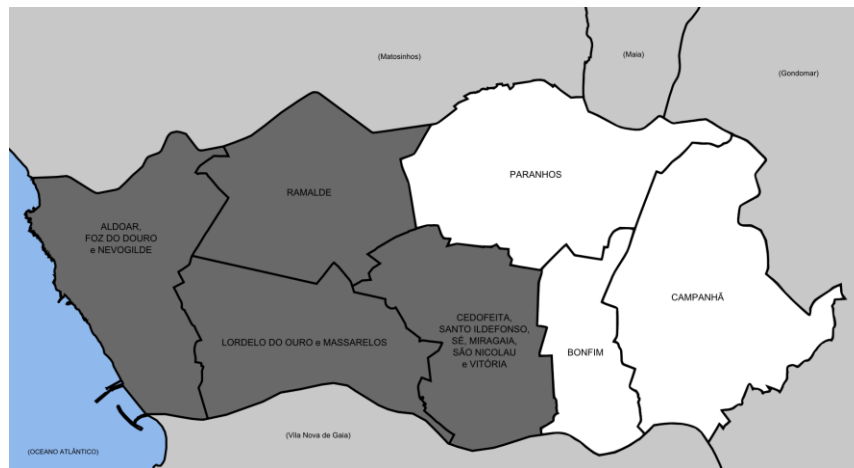 (Matosinhos)
(Maia)
(Gondomar)
PARANHOS
RAMALDE
ALDOAR,
FOZ DO DOURO
e NEVOGILDE
CAMPANHÃ
CEDOFEITA,
SANTO ILDEFONSO,
SÉ, MIRAGAIA,
SÃO NICOLAU
e VITÓRIA
LORDELO DO OURO e MASSARELOS
BONFIM
(Vila Nova de Gaia)
(OCEANO ATLÂNTICO)